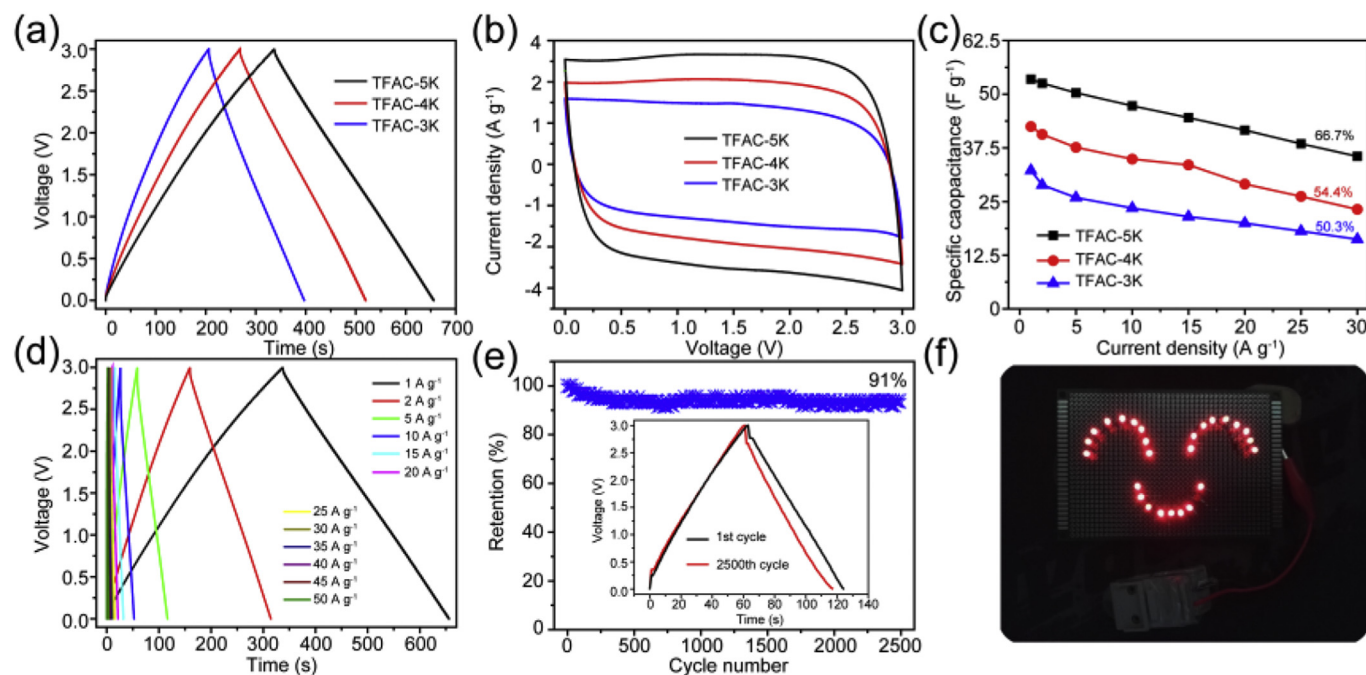 (a)
3.0
2.5
2.0
1.5
1.0
0.5
0.0
Voltage (V)
TFAC-5K
TFAC-4K
TFAC-3K
0 100 200 300 400 500 600 700
Time (s)
(b)
4
2
0
-2
-4
Current density (A g⁻¹)
TFAC-5K
TFAC-4K
TFAC-3K
0.0 0.5 1.0 1.5 2.0 2.5 3.0
Voltage (V)
(c)
62.5
50
37.5
25
12.5
0
Specific caopacitance (F g⁻¹)
66.7%
54.4%
50.3%
TFAC-5K
TFAC-4K
TFAC-3K
0 5 10 15 20 25 30
Current density (A g⁻¹)
(d)
3.0
2.5
2.0
1.5
1.0
0.5
0.0
Voltage (V)
1 A g⁻¹
2 A g⁻¹
5 A g⁻¹
10 A g⁻¹
15 A g⁻¹
20 A g⁻¹
25 A g⁻¹
30 A g⁻¹
35 A g⁻¹
40 A g⁻¹
45 A g⁻¹
50 A g⁻¹
0 100 200 300 400 500 600
Time (s)
(e)
100
80
60
40
20
0
Retention (%)
91%
3.0
2.5
2.0
1.5
1.0
0.5
0.0
Voltage (V)
1st cycle
2500th cycle
0 20 40 60 80 100 120 140
Time (s)
0 500 1000 1500 2000 2500
Cycle number
(f)